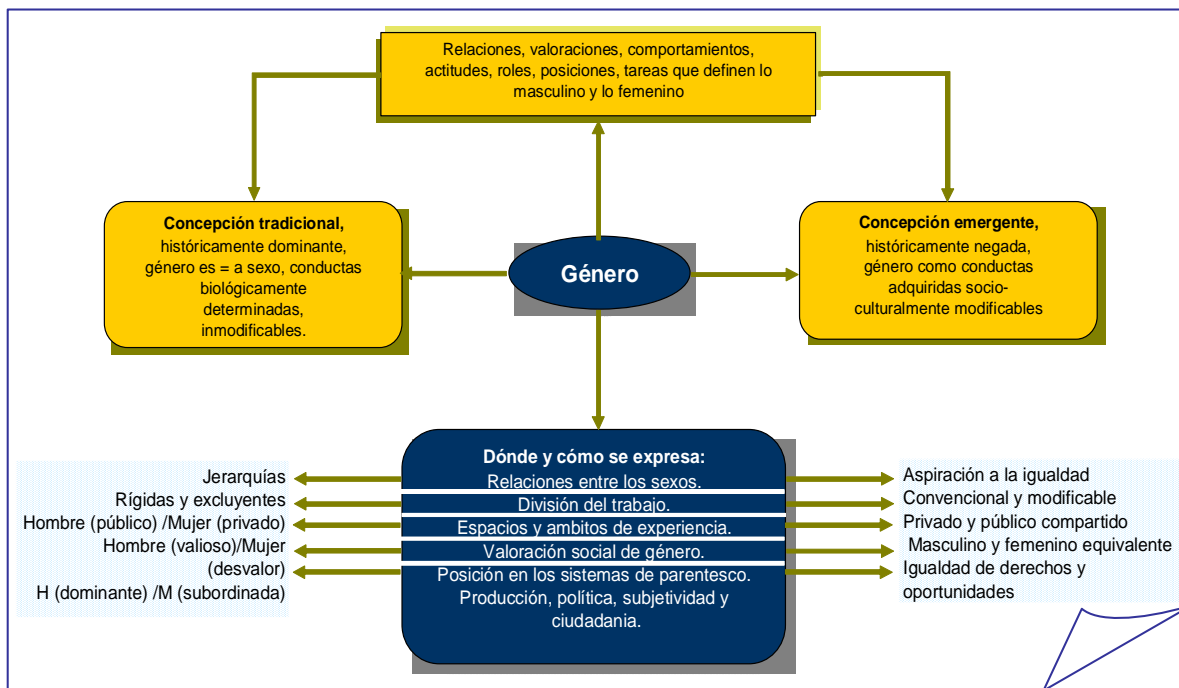 Relaciones, valoraciones, comportamientos,
actitudes, roles, posiciones, tareas que definen lo
masculino y lo femenino
Concepción tradicional,
históricamente dominante,
género es = a sexo, conductas
biológicamente
determinadas,
inmodificables.
Género
Concepción emergente,
históricamente negada,
género como conductas
adquiridas socio-
culturalmente modificables
Jerarquías
Rígidas y excluyentes
Hombre (público) /Mujer (privado)
Hombre (valioso)/Mujer
(desvalor)
H (dominante) /M (subordinada)
Dónde y cómo se expresa:
Relaciones entre los sexos.
División del trabajo.
Espacios y ambitos de experiencia.
Valoración social de género.
Posición en los sistemas de parentesco.
Producción, política, subjetividad y
ciudadania.
Aspiración a la igualdad
Convencional y modificable
Privado y público compartido
Masculino y femenino equivalente
Igualdad de derechos y
oportunidades